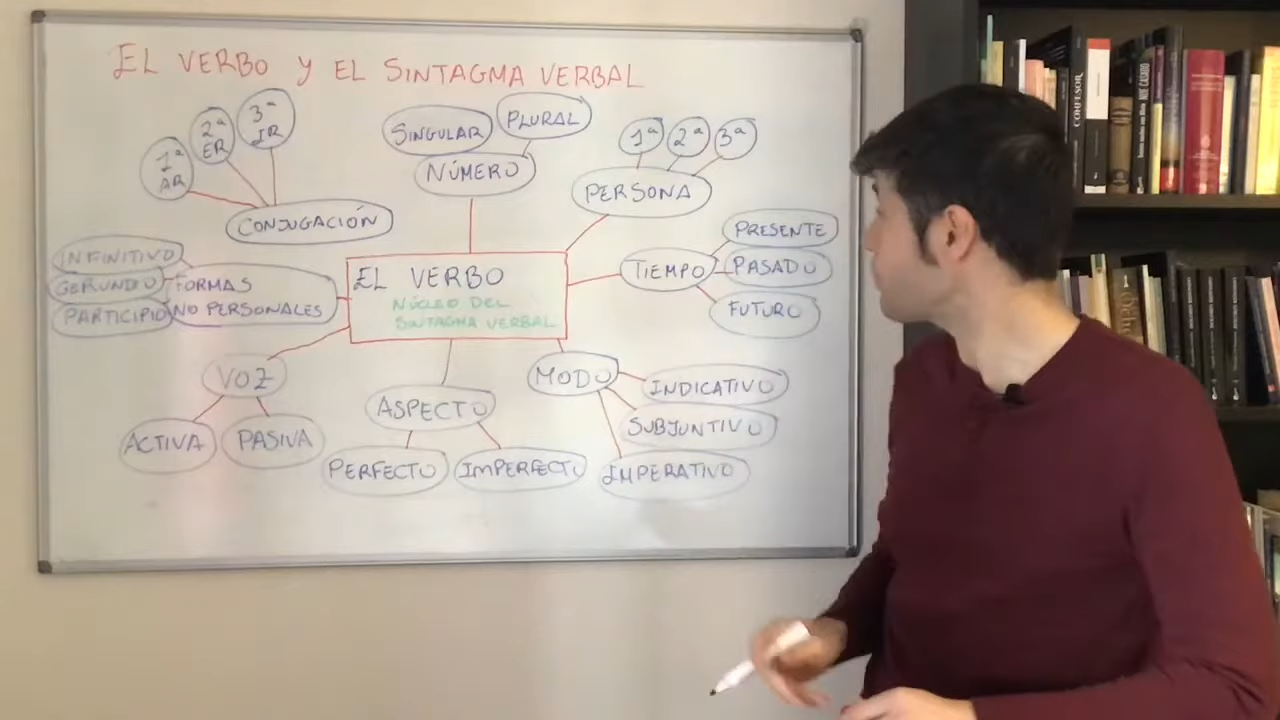 EL VERBO Y EL SINTAGMA VERBAL
1ª
AR
2ª
ER
3ª
IR
CONJUGACIÓN
SINGULAR
PLURAL
NÚMERO
1ª 2ª 3ª
PERSONA
TIEMPO
PRESENTE
PASADO
FUTURO
INFINITIVO
GERUNDIO
PARTICIPIO
FORMAS
NO PERSONALES
EL VERBO
NÚCLEO DEL
SINTAGMA VERBAL
VOZ
ACTIVA
PASIVA
ASPECTO
PERFECTO
IMPERFECTO
MODO
INDICATIVO
SUBJUNTIVO
IMPERATIVO
CONFESOR